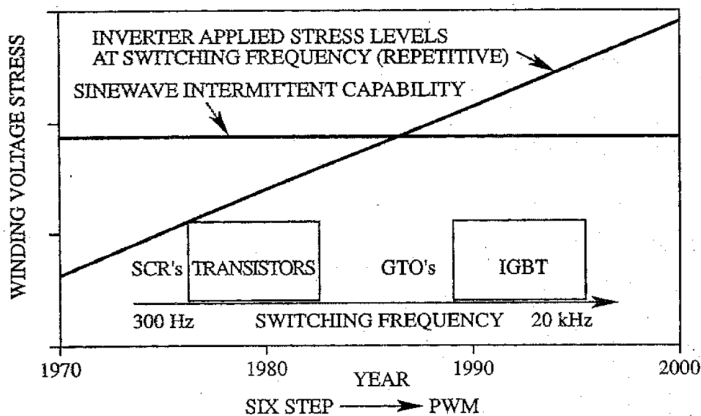 INVERTER APPLIED STRESS LEVELS
AT SWITCHING FREQUENCY (REPETITIVE)
SINEWAVE INTERMITTENT CAPABILITY
WINDING VOLTAGE STRESS
SCR's TRANSISTORS GTO's IGBT
300 Hz SWITCHING FREQUENCY 20 kHz
1970 1980 1990 2000
YEAR
SIX STEP PWM